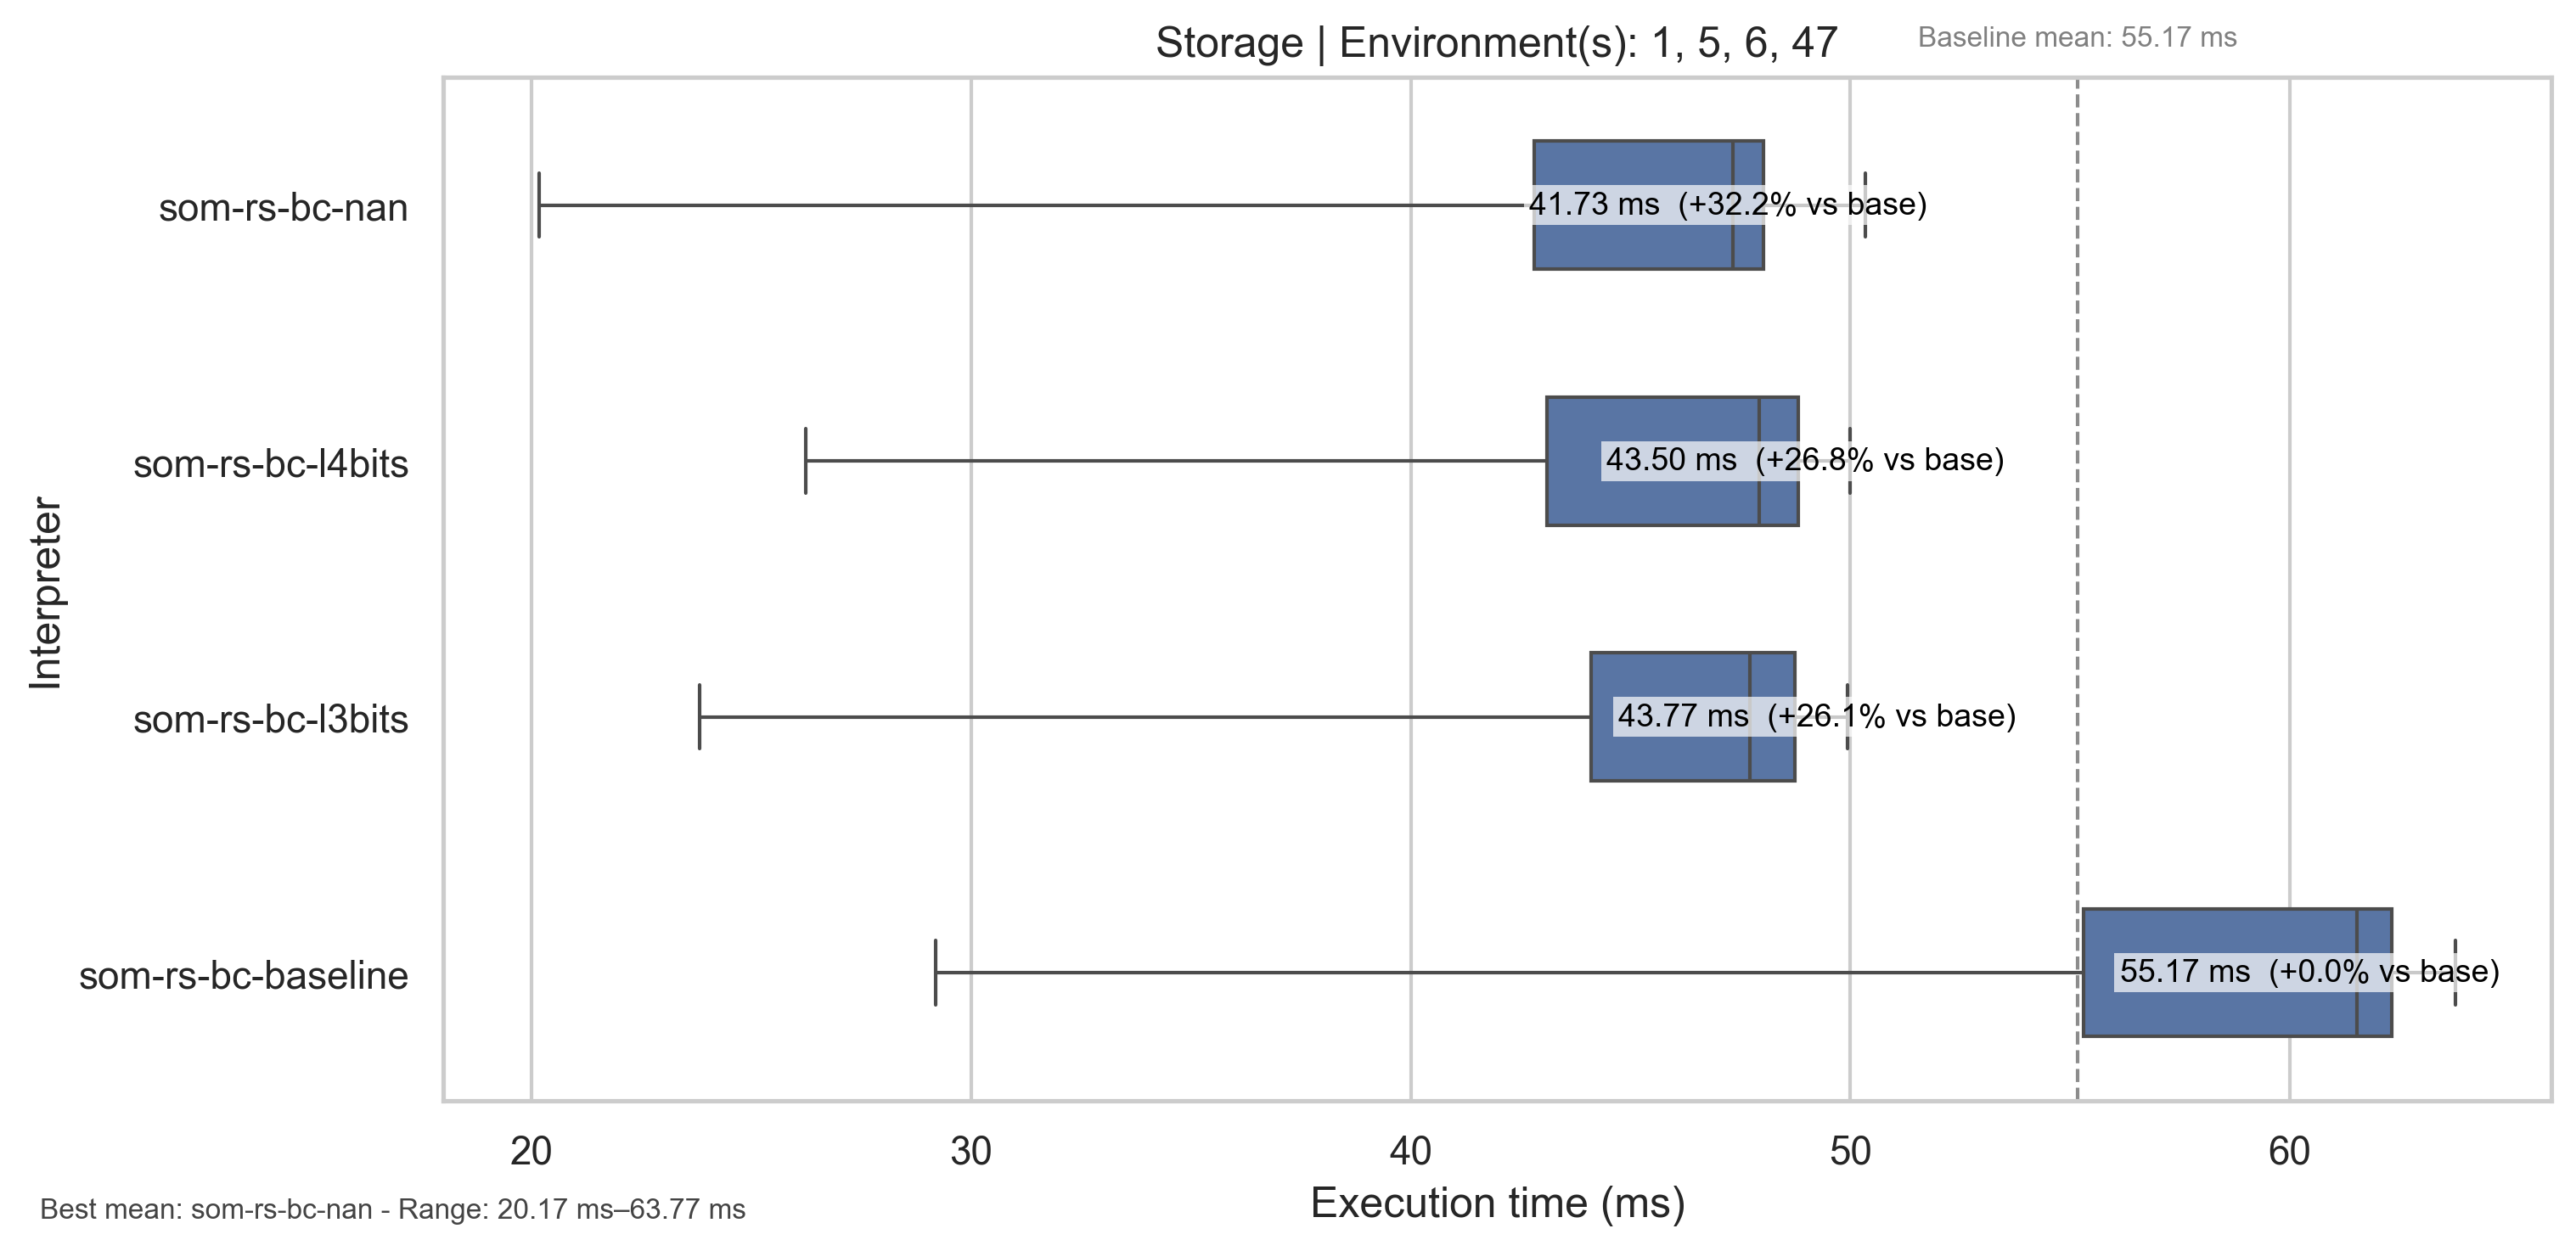 Storage | Environment(s): 1, 5, 6, 47
Baseline mean: 55.17 ms
som-rs-bc-nan
41.73 ms  (+32.2% vs base)
som-rs-bc-l4bits
43.50 ms  (+26.8% vs base)
Interpreter
som-rs-bc-l3bits
43.77 ms  (+26.1% vs base)
som-rs-bc-baseline
55.17 ms  (+0.0% vs base)
20 30 40 50 60
Execution time (ms)
Best mean: som-rs-bc-nan - Range: 20.17 ms–63.77 ms